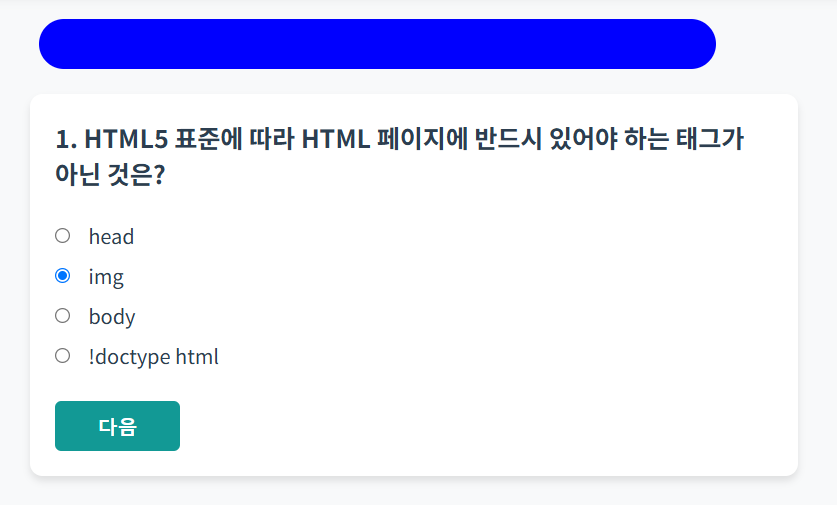 1. HTML5 표준에 따라 HTML 페이지에 반드시 있어야 하는 태그가
아닌 것은?
head
img
body
!doctype html
다음